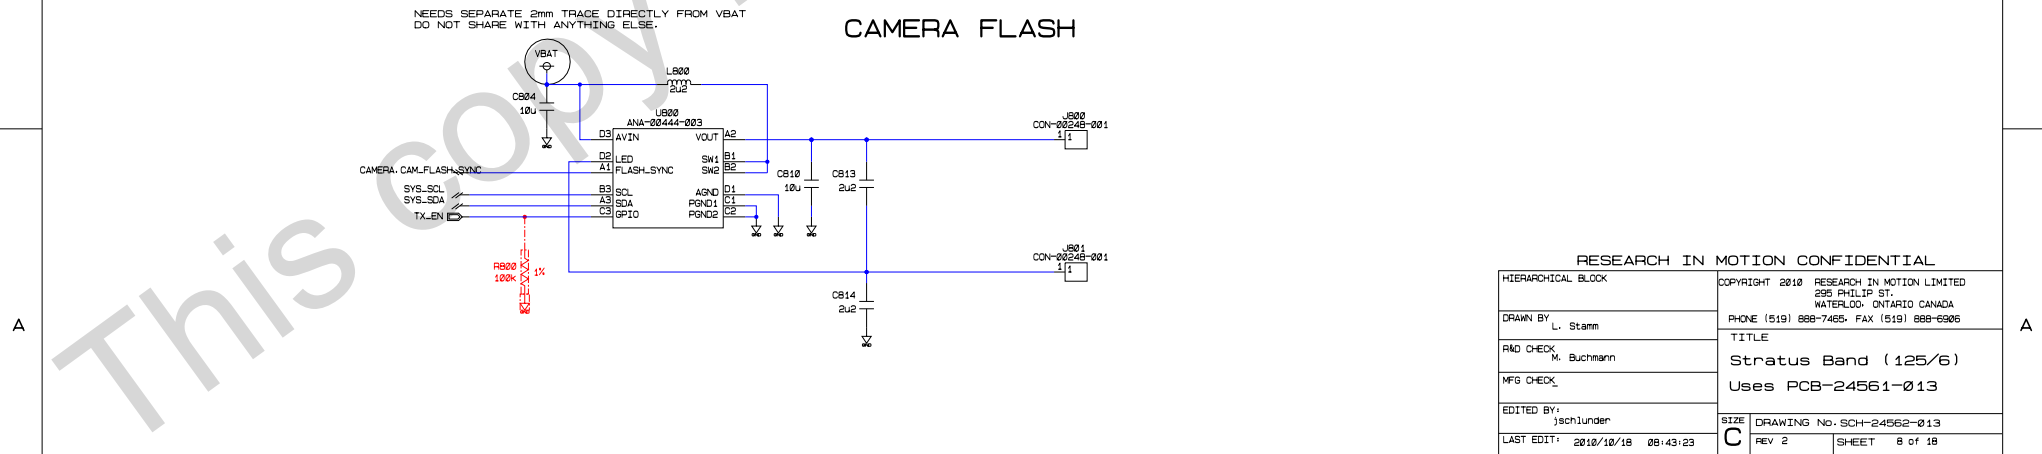 NEEDS SEPARATE 2mm TRACE DIRECTLY FROM VBAT
DO NOT SHARE WITH ANYTHING ELSE.
CAMERA FLASH
This copy
VBAT
L800
2u2
C804
10u
U800
ANA-00444-003
D3 AVIN VOUT A2
D2 LED SW1 B1
A1 FLASH_SYNC SW2 B2
B3 SCL AGND D1
A3 SDA PGND1 C1
C3 GPIO PGND2 C2
CAMERA.CAM_FLASH_SYNC
SYS_SCL
SYS_SDA
TX_EN
R800
100k
1%
C810
10u
C813
2u2
J800
CON-00248-001
1 1
J801
CON-00248-001
1 1
C814
2u2
A
A
RESEARCH IN MOTION CONFIDENTIAL
HIERARCHICAL BLOCK
COPYRIGHT 2010 RESEARCH IN MOTION LIMITED
295 PHILIP ST.
WATERLOO, ONTARIO CANADA
PHONE (519) 888-7465, FAX (519) 888-6906
DRAWN BY
L. Stamm
R&D CHECK
M. Buchmann
MFG CHECK
EDITED BY:
jschlunder
LAST EDIT: 2010/10/18 08:43:23
TITLE
Stratus Band (125/6)
Uses PCB-24561-013
SIZE
C
DRAWING No. SCH-24562-013
REV 2
SHEET 8 of 18